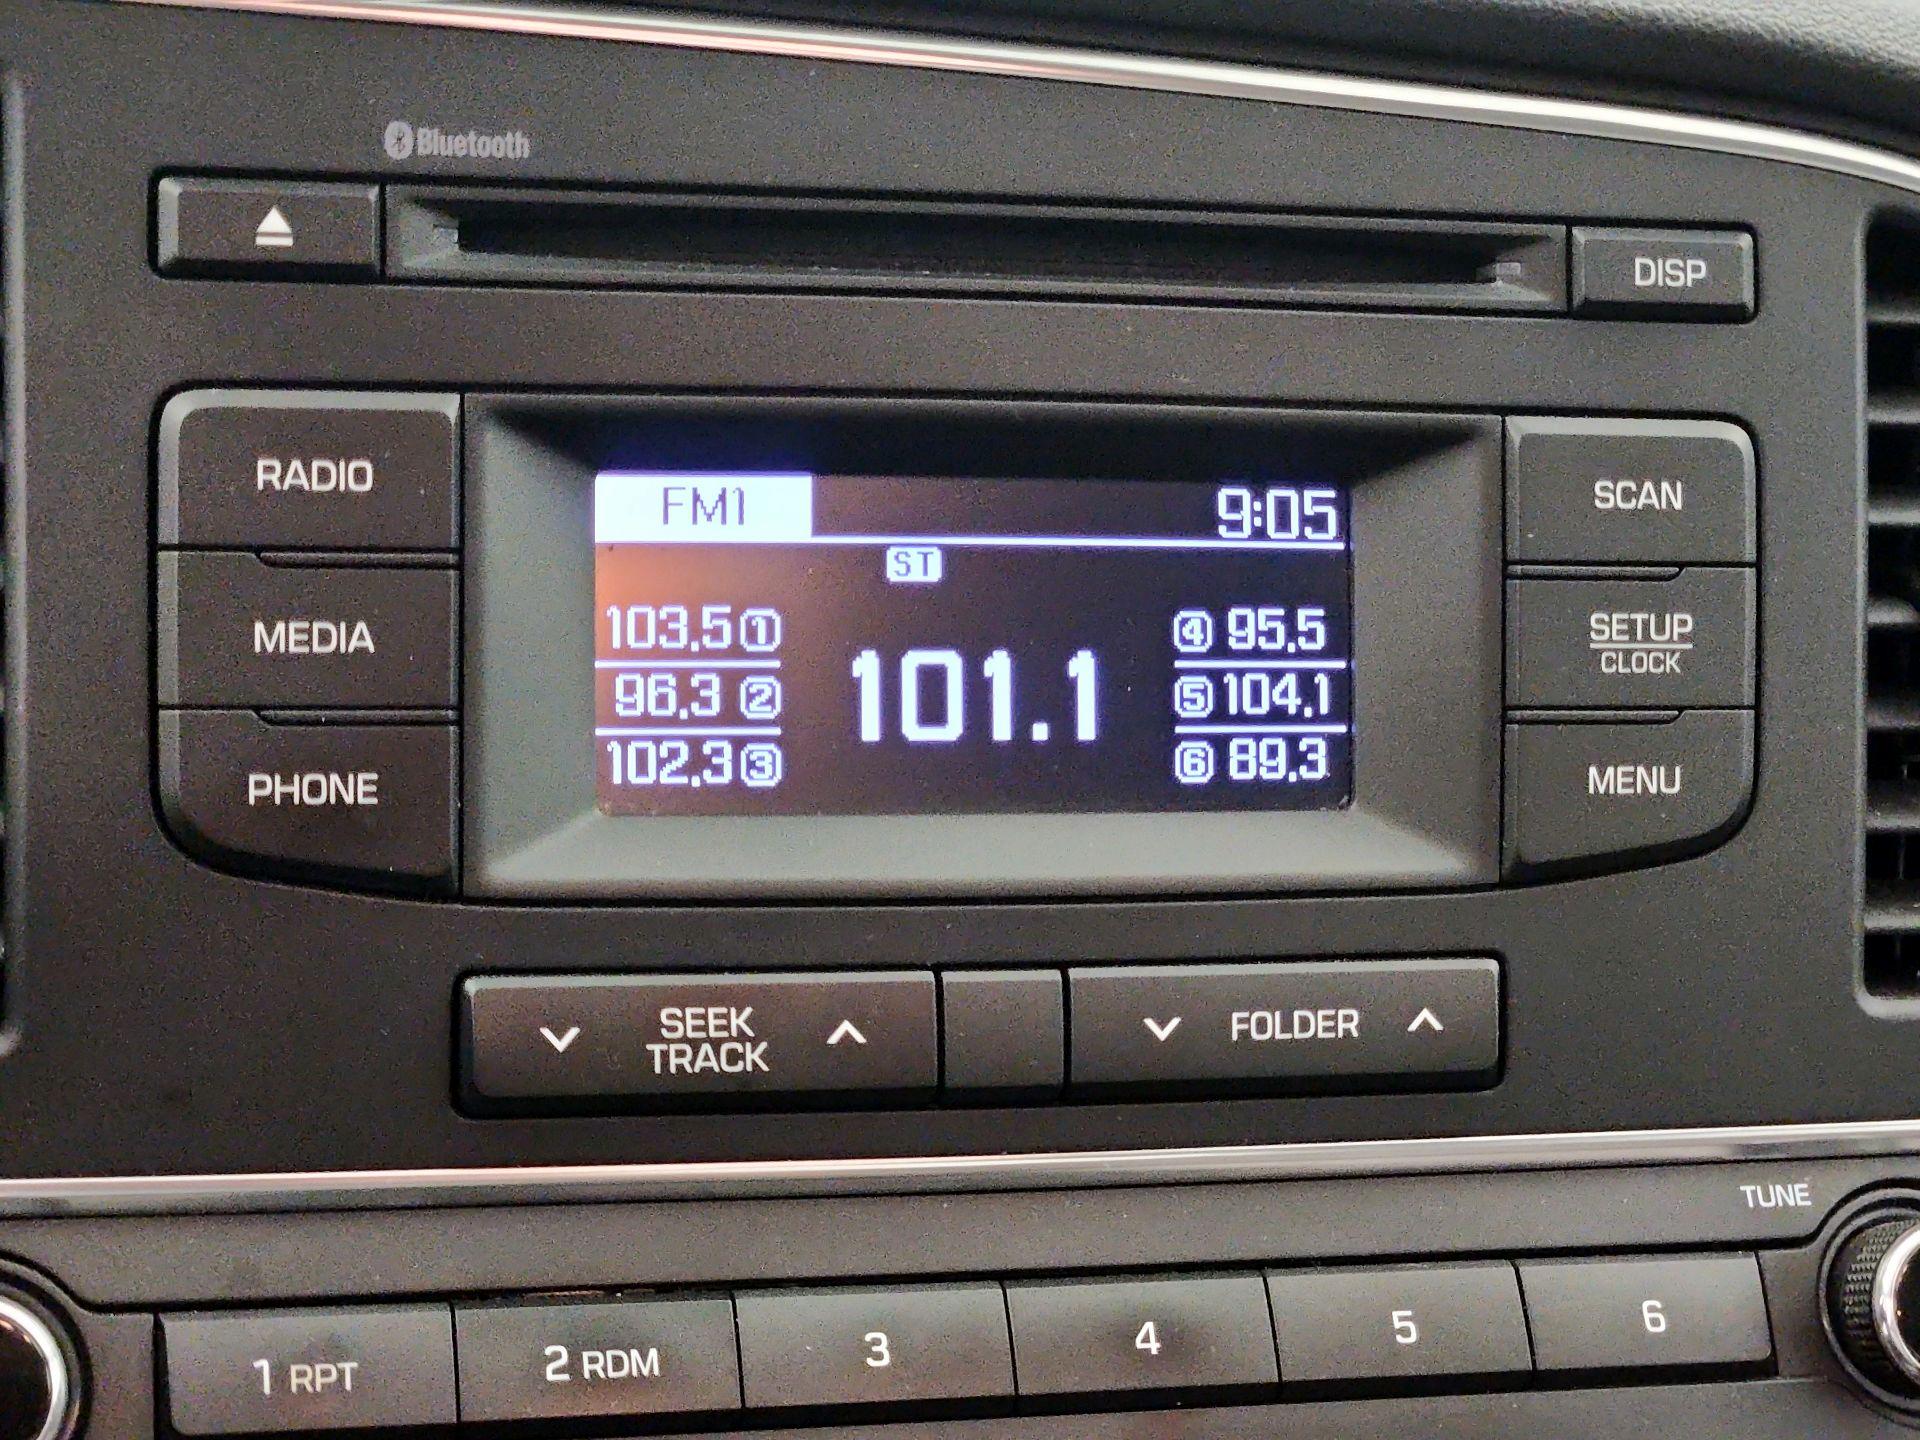 Bluetooth
DISP
RADIO
MEDIA
PHONE
FM1
9:05
ST
103.5 1
96.3 2
102.3 3
101.1
4 95.5
5 104.1
6 89.3
SCAN
SETUP
CLOCK
MENU
SEEK
TRACK
FOLDER
TUNE
1 RPT
2 RDM
3
4
5
6